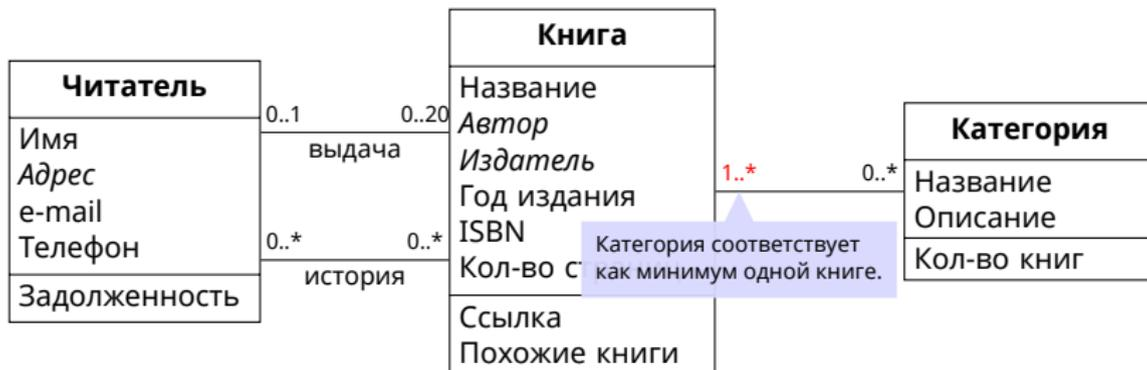 Читатель
Имя
Адрес
e-mail
Телефон
Задолженность
0..1
0..20
выдача
0..*
0..*
история
Книга
Название
Автор
Издатель
Год издания
ISBN
Кол-во страниц
Ссылка
Похожие книги
1..*
0..*
Категория соответствует
как минимум одной книге.
Категория
Название
Описание
Кол-во книг